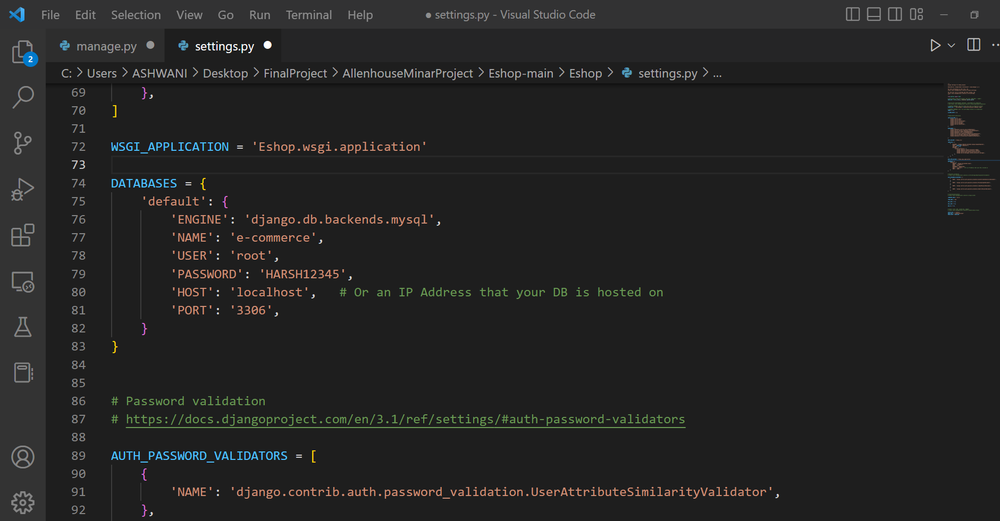 File Edit Selection View Go Run Terminal Help ● settings.py - Visual Studio Code
manage.py ● settings.py ●
C: > Users > ASHWANI > Desktop > FinalProject > AllenhouseMinarProject > Eshop-main > Eshop > settings.py > ...
2
69 },
70 ]
71
72 WSGI_APPLICATION = 'Eshop.wsgi.application'
73
74 DATABASES = {
75 'default': {
76 'ENGINE': 'django.db.backends.mysql',
77 'NAME': 'e-commerce',
78 'USER': 'root',
79 'PASSWORD': 'HARSH12345',
80 'HOST': 'localhost',   # Or an IP Address that your DB is hosted on
81 'PORT': '3306',
82 }
83 }
84
85
86 # Password validation
87 # https://docs.djangoproject.com/en/3.1/ref/settings/#auth-password-validators
88
89 AUTH_PASSWORD_VALIDATORS = [
90 {
91 'NAME': 'django.contrib.auth.password_validation.UserAttributeSimilarityValidator',
92 },